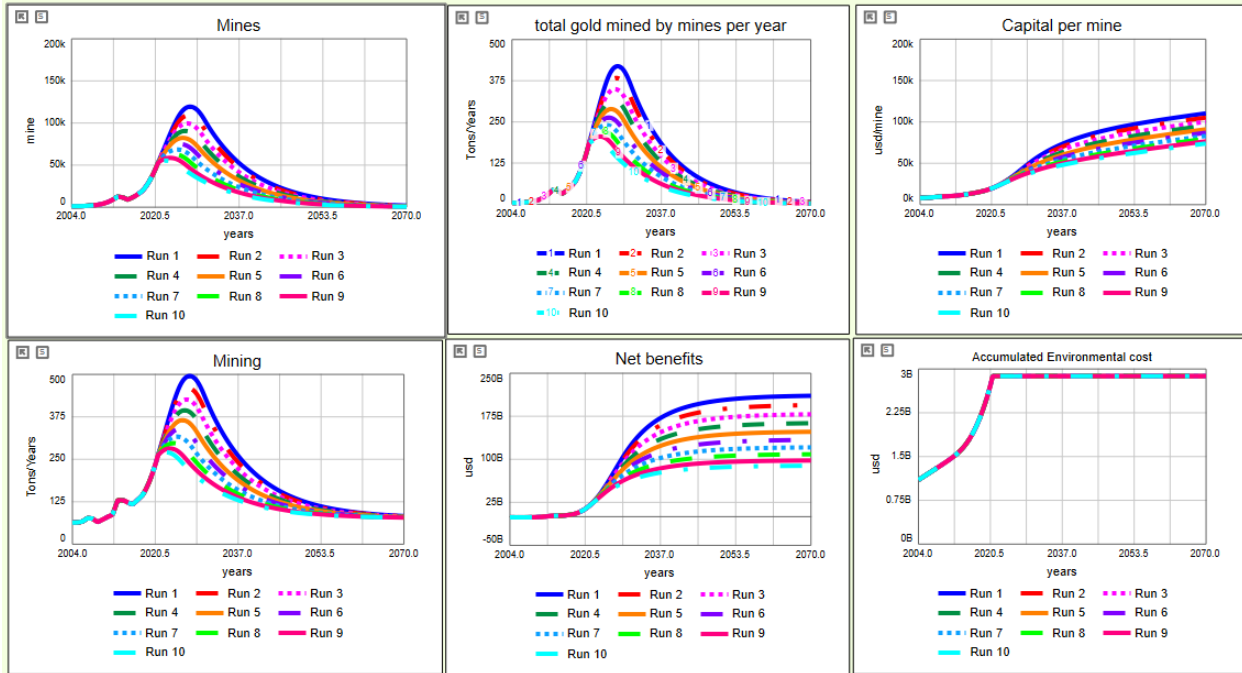 Mines
200k
150k
100k
50k
0
mine
2004.0 2020.5 2037.0 2053.5 2070.0
years
Run 1 Run 2 Run 3
Run 4 Run 5 Run 6
Run 7 Run 8 Run 9
Run 10
total gold mined by mines per year
500
375
250
125
0
Tons/Years
2004.0 2020.5 2037.0 2053.5 2070.0
years
1 Run 1 2 Run 2 3 Run 3
4 Run 4 5 Run 5 6 Run 6
7 Run 7 8 Run 8 9 Run 9
10 Run 10
Capital per mine
200k
150k
100k
50k
0
usd/mine
2004.0 2020.5 2037.0 2053.5 2070.0
years
Run 1 Run 2 Run 3
Run 4 Run 5 Run 6
Run 7 Run 8 Run 9
Run 10
Mining
500
375
250
125
0
Tons/Years
2004.0 2020.5 2037.0 2053.5 2070.0
years
Run 1 Run 2 Run 3
Run 4 Run 5 Run 6
Run 7 Run 8 Run 9
Run 10
Net benefits
250B
175B
100B
25B
-50B
usd
2004.0 2020.5 2037.0 2053.5 2070.0
years
Run 1 Run 2 Run 3
Run 4 Run 5 Run 6
Run 7 Run 8 Run 9
Run 10
Accumulated Environmental cost
3B
2.25B
1.5B
0.75B
0B
usd
2004.0 2020.5 2037.0 2053.5 2070.0
years
Run 1 Run 2 Run 3
Run 4 Run 5 Run 6
Run 7 Run 8 Run 9
Run 10